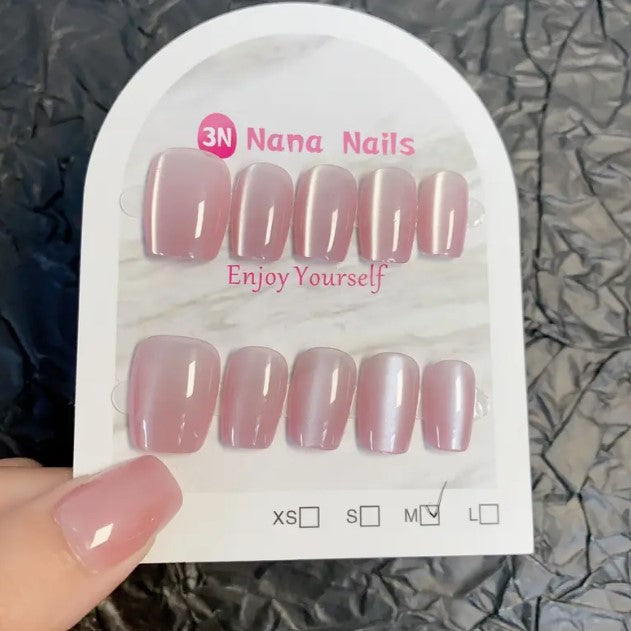 3N Nana Nails
Enjoy Yourself
XS☐ S☐ M☑ L☐